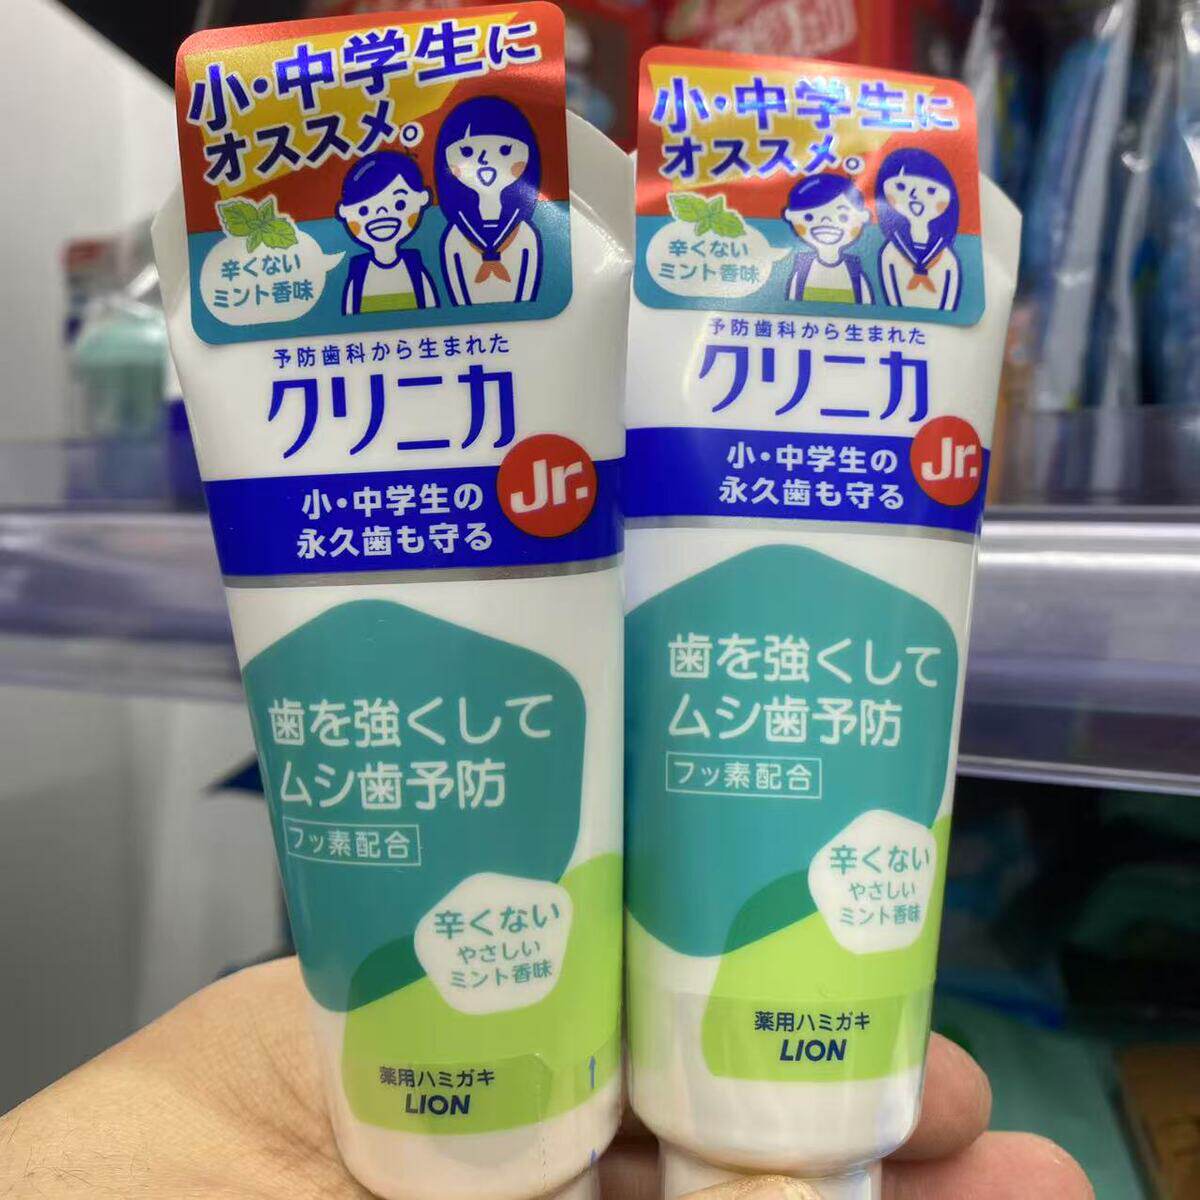 小・中学生に
オススメ。
辛くない
ミント香味
予防歯科から生まれた
クリニカ
Jr.
小・中学生の
永久歯も守る
歯を強くして
ムシ歯予防
フッ素配合
辛くない
やさしい
ミント香味
薬用ハミガキ
LION
小・中学生に
オススメ。
辛くない
ミント香味
予防歯科から生まれた
クリニカ
Jr.
小・中学生の
永久歯も守る
歯を強くして
ムシ歯予防
フッ素配合
辛くない
やさしい
ミント香味
薬用ハミガキ
LION